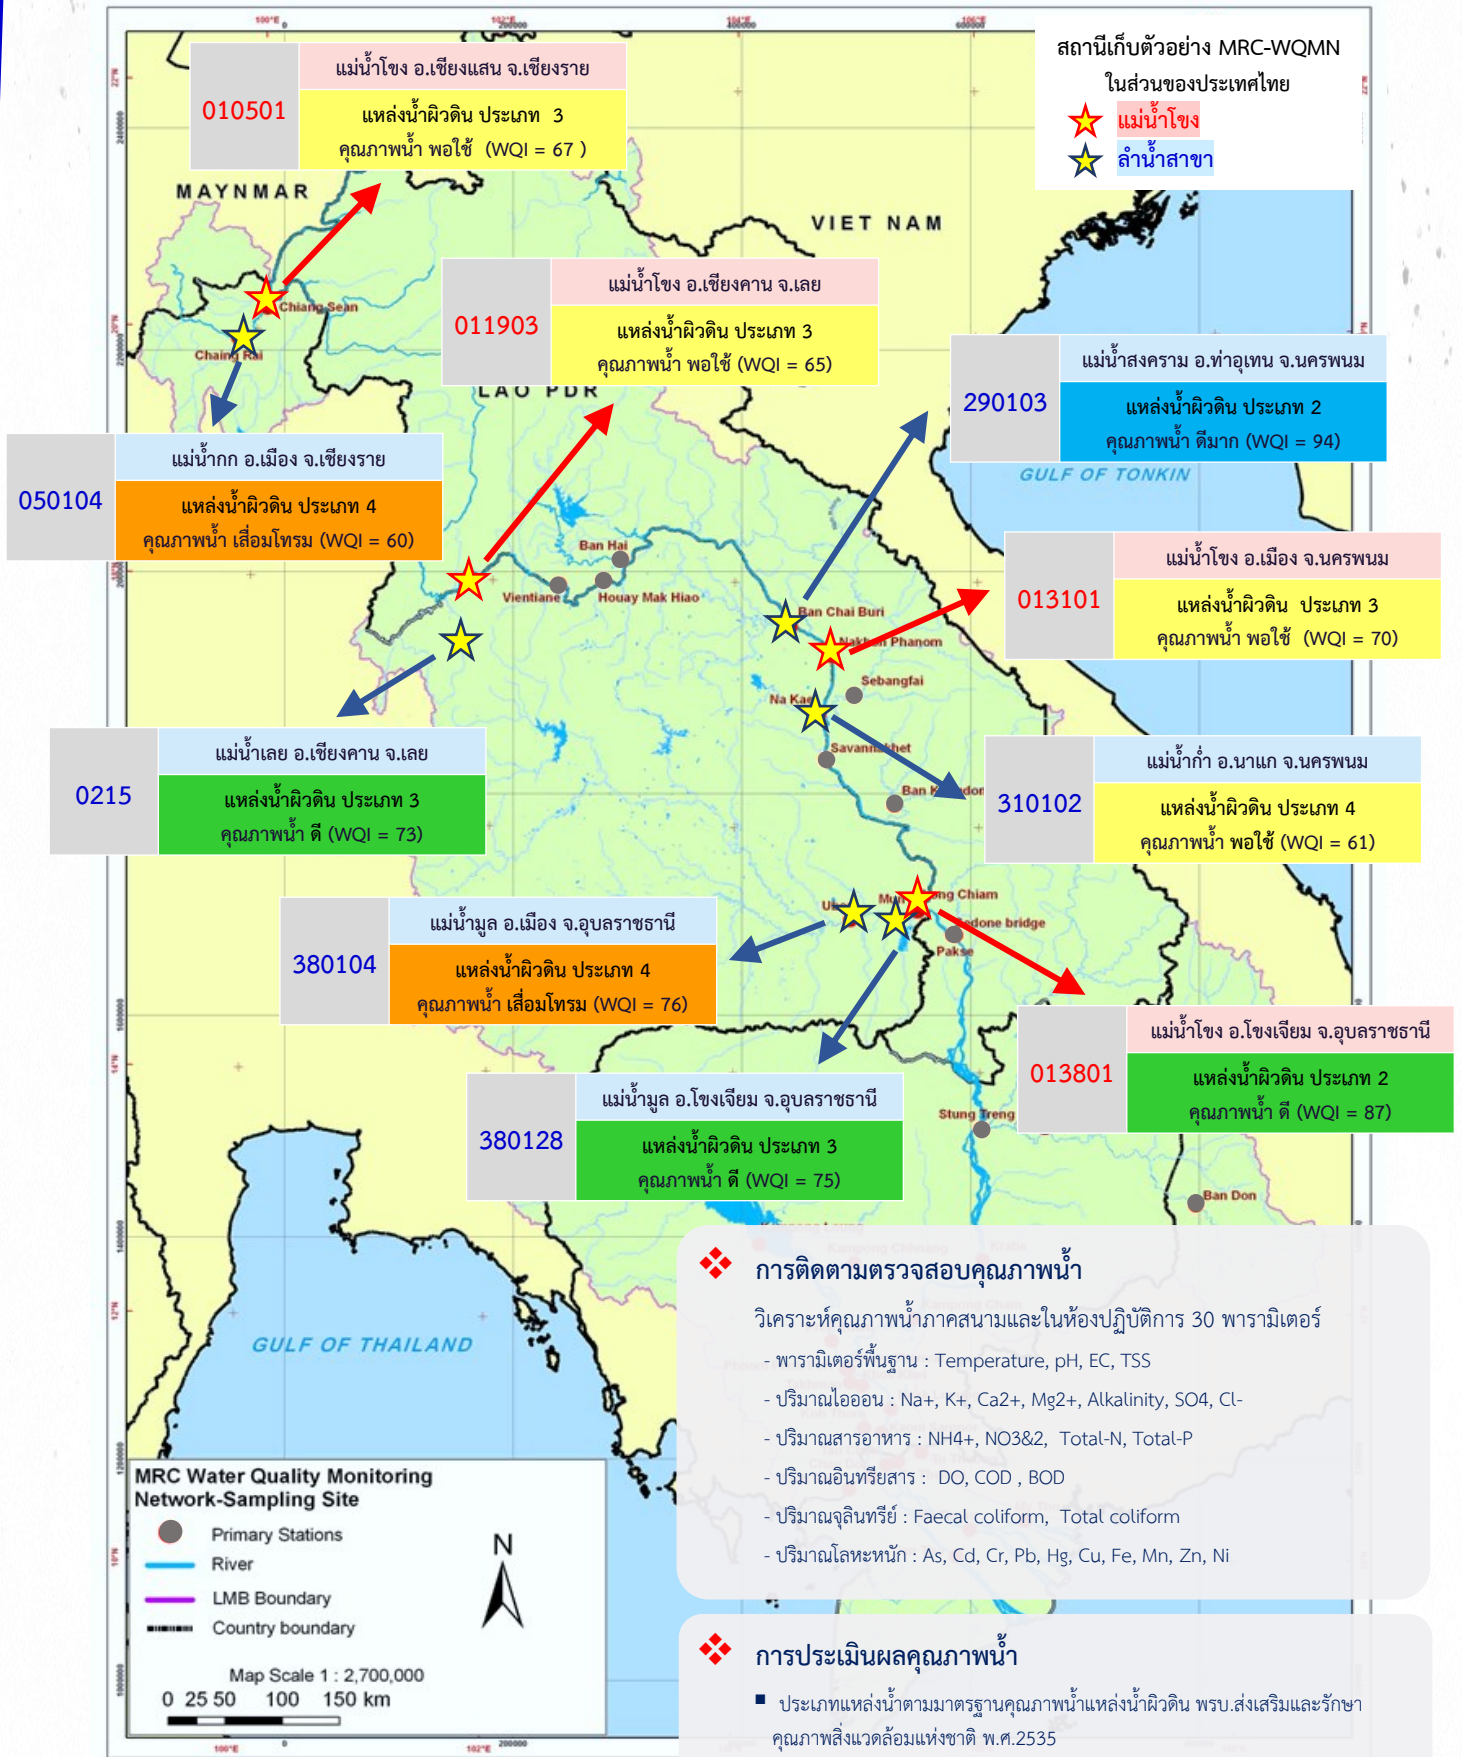 สถานีเก็บตัวอย่าง MRC-WQMN
ในส่วนของประเทศไทย
แม่น้ำโขง
ลำน้ำสาขา
010501
แม่น้ำโขง อ.เชียงแสน จ.เชียงราย
แหล่งน้ำผิวดิน ประเภท 3
คุณภาพน้ำ พอใช้ (WQI = 67 )
MAYNMAR
VIET NAM
Chiang Sean
Chaing Rai
011903
แม่น้ำโขง อ.เชียงคาน จ.เลย
แหล่งน้ำผิวดิน ประเภท 3
คุณภาพน้ำ พอใช้ (WQI = 65)
LAO PDR
290103
แม่น้ำสงคราม อ.ท่าอุเทน จ.นครพนม
แหล่งน้ำผิวดิน ประเภท 2
คุณภาพน้ำ ดีมาก (WQI = 94)
GULF OF TONKIN
050104
แม่น้ำกก อ.เมือง จ.เชียงราย
แหล่งน้ำผิวดิน ประเภท 4
คุณภาพน้ำ เสื่อมโทรม (WQI = 60)
Ban Hai
Vientiane
Houay Mak Hiao
Ban Chai Buri
Nakhon Phanom
013101
แม่น้ำโขง อ.เมือง จ.นครพนม
แหล่งน้ำผิวดิน ประเภท 3
คุณภาพน้ำ พอใช้ (WQI = 70)
Sebangfai
Na Kae
Savannakhet
0215
แม่น้ำเลย อ.เชียงคาน จ.เลย
แหล่งน้ำผิวดิน ประเภท 3
คุณภาพน้ำ ดี (WQI = 73)
310102
แม่น้ำก่ำ อ.นาแก จ.นครพนม
แหล่งน้ำผิวดิน ประเภท 4
คุณภาพน้ำ พอใช้ (WQI = 61)
380104
แม่น้ำมูล อ.เมือง จ.อุบลราชธานี
แหล่งน้ำผิวดิน ประเภท 4
คุณภาพน้ำ เสื่อมโทรม (WQI = 76)
Chiam
Sedone bridge
Pakse
013801
แม่น้ำโขง อ.โขงเจียม จ.อุบลราชธานี
แหล่งน้ำผิวดิน ประเภท 2
คุณภาพน้ำ ดี (WQI = 87)
380128
แม่น้ำมูล อ.โขงเจียม จ.อุบลราชธานี
แหล่งน้ำผิวดิน ประเภท 3
คุณภาพน้ำ ดี (WQI = 75)
Stung Treng
Ban Don
GULF OF THAILAND
การติดตามตรวจสอบคุณภาพน้ำ
วิเคราะห์คุณภาพน้ำภาคสนามและในห้องปฏิบัติการ 30 พารามิเตอร์
- พารามิเตอร์พื้นฐาน : Temperature, pH, EC, TSS
- ปริมาณไอออน : Na+, K+, Ca2+, Mg2+, Alkalinity, SO4, Cl-
- ปริมาณสารอาหาร : NH4+, NO3&2, Total-N, Total-P
- ปริมาณอินทรียสาร : DO, COD , BOD
- ปริมาณจุลินทรีย์ : Faecal coliform, Total coliform
- ปริมาณโลหะหนัก : As, Cd, Cr, Pb, Hg, Cu, Fe, Mn, Zn, Ni
การประเมินผลคุณภาพน้ำ
▪ ประเภทแหล่งน้ำตามมาตรฐานคุณภาพน้ำแหล่งน้ำผิวดิน พรบ.ส่งเสริมและรักษา
คุณภาพสิ่งแวดล้อมแห่งชาติ พ.ศ.2535
MRC Water Quality Monitoring
Network-Sampling Site
Primary Stations
River
LMB Boundary
Country boundary
N
Map Scale 1 : 2,700,000
0 25 50 100 150 km